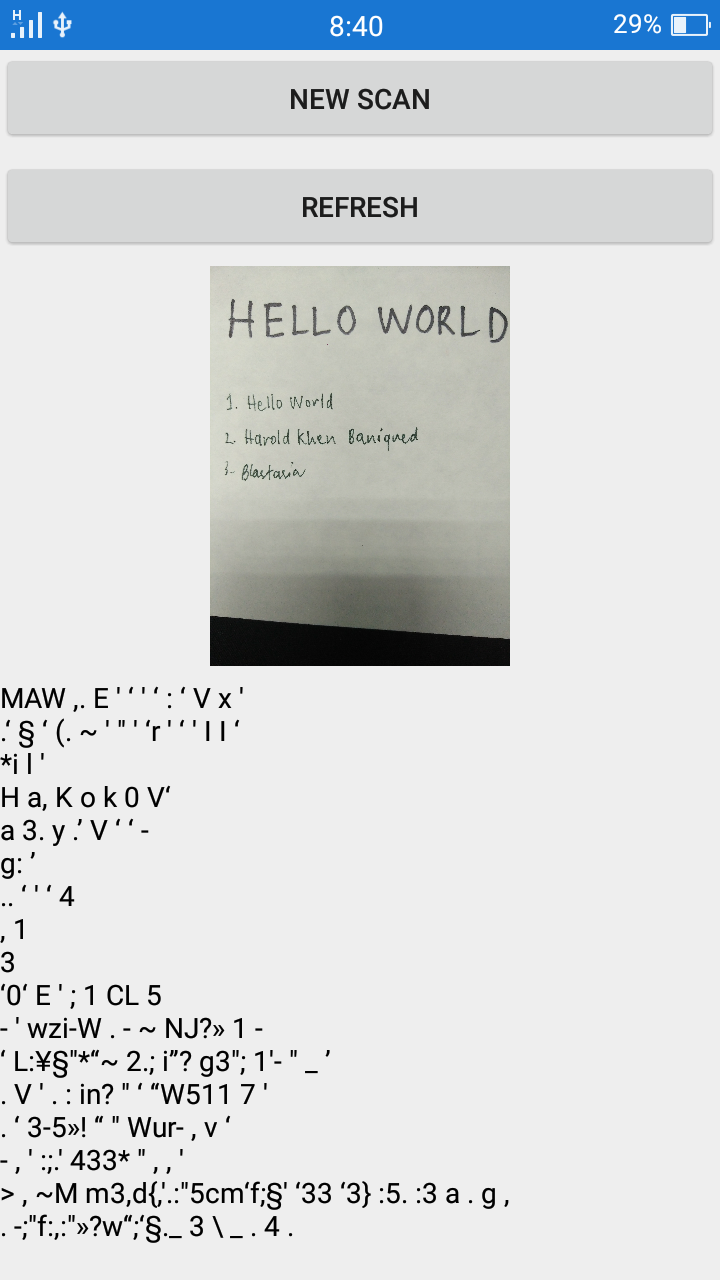 H
8:40
29%
NEW SCAN
REFRESH
HELLO WORLD
1. Hello World
2. Harold Khen Baniqued
3. Blastasia
MAW ,. E ' ‘ ' ‘ : ‘ V x '
.‘ § ‘ (. ~ ' " ' ‘r ' ‘ ' I I ‘
*i l '
H a, K o k 0 V‘
a 3. y .’ V ‘ ‘ -
g: ’
.. ‘ ' ‘ 4
, 1
3
‘0‘ E ' ; 1 CL 5
- ' wzi-W . - ~ NJ?» 1 -
‘ L:¥§"*“~ 2.; i”? g3"; 1'- " _ ’
. V ' . : in? " ‘ “W511 7 '
. ‘ 3-5»! “ " Wur- , v ‘
- , ' :;.' 433* " , , '
> , ~M m3,d{,'.:"5cm‘f;§' ‘33 ‘3} :5. :3 a . g ,
. -;"f:,:"»?w“;‘§._ 3 \ _ . 4 .